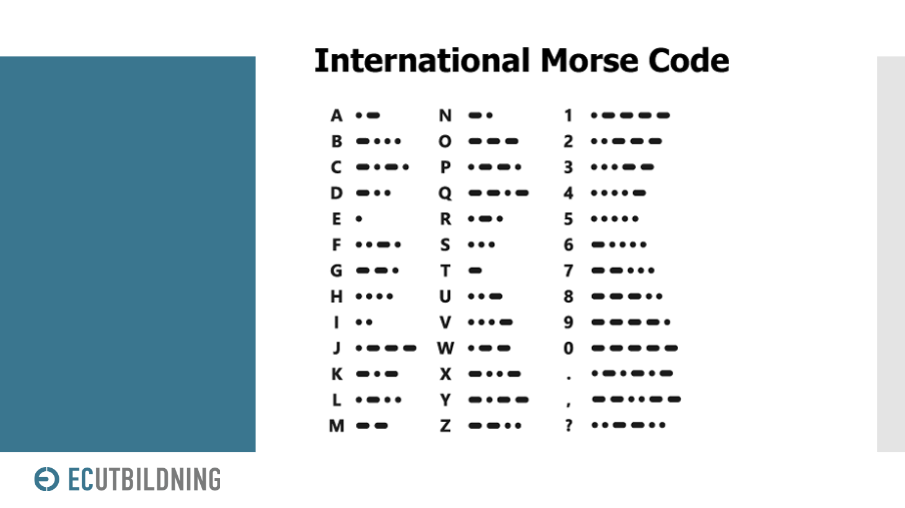 International Morse Code
A •– N –• 1 •––––
B –••• O ––– 2 ••–––
C –•–• P •––• 3 •••––
D –•• Q ––•– 4 ••••–
E • R •–• 5 •••••
F ••–• S ••• 6 –••••
G ––• T – 7 ––•••
H •••• U ••– 8 –––••
I •• V •••– 9 ––––•
J •––– W •–– 0 –––––
K –•– X –••– . •–•–•–
L •–•• Y –•–– , ––••––
M –– Z ––•• ? ••––••
ECUTBILDNING